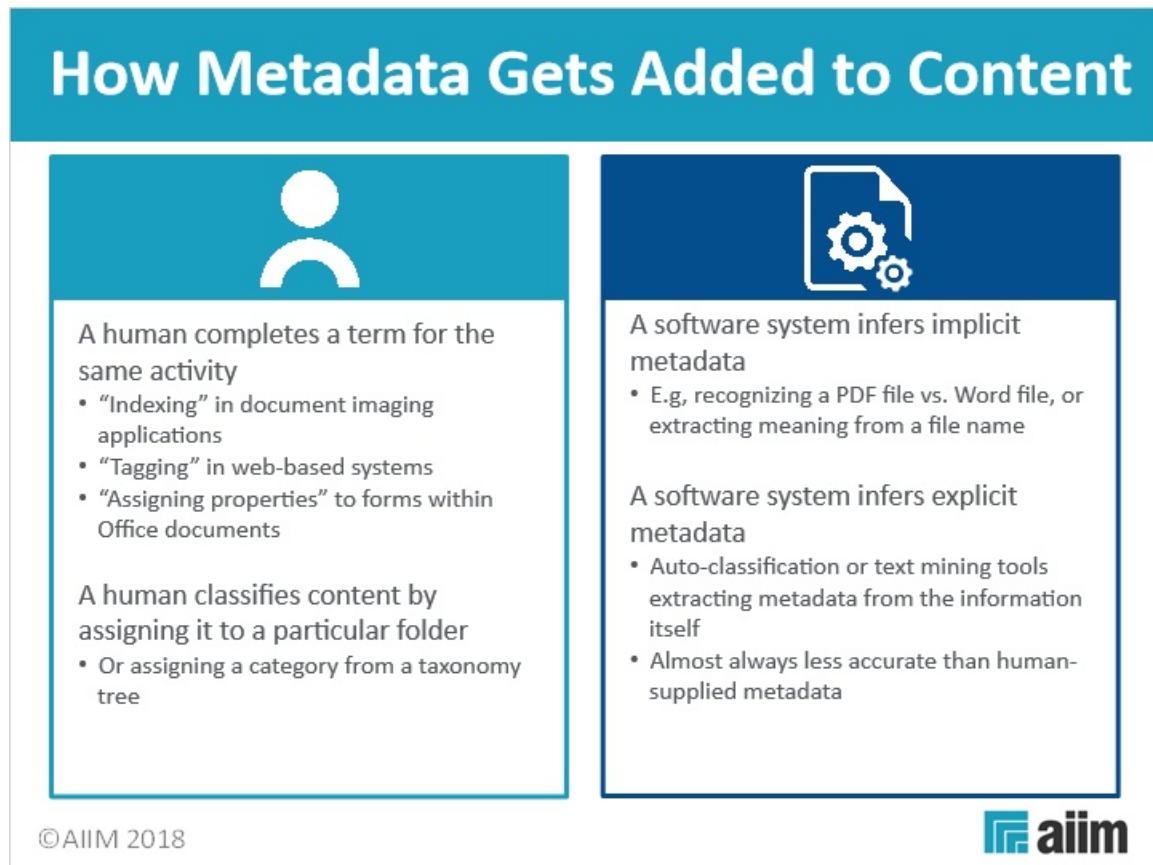 How Metadata Gets Added to Content
A human completes a term for the
same activity
• “Indexing” in document imaging
applications
• “Tagging” in web-based systems
• “Assigning properties” to forms within
Office documents
A human classifies content by
assigning it to a particular folder
• Or assigning a category from a taxonomy
tree
A software system infers implicit
metadata
• E.g, recognizing a PDF file vs. Word file, or
extracting meaning from a file name
A software system infers explicit
metadata
• Auto-classification or text mining tools
extracting metadata from the information
itself
• Almost always less accurate than human-
supplied metadata
©AIIM 2018
aiim